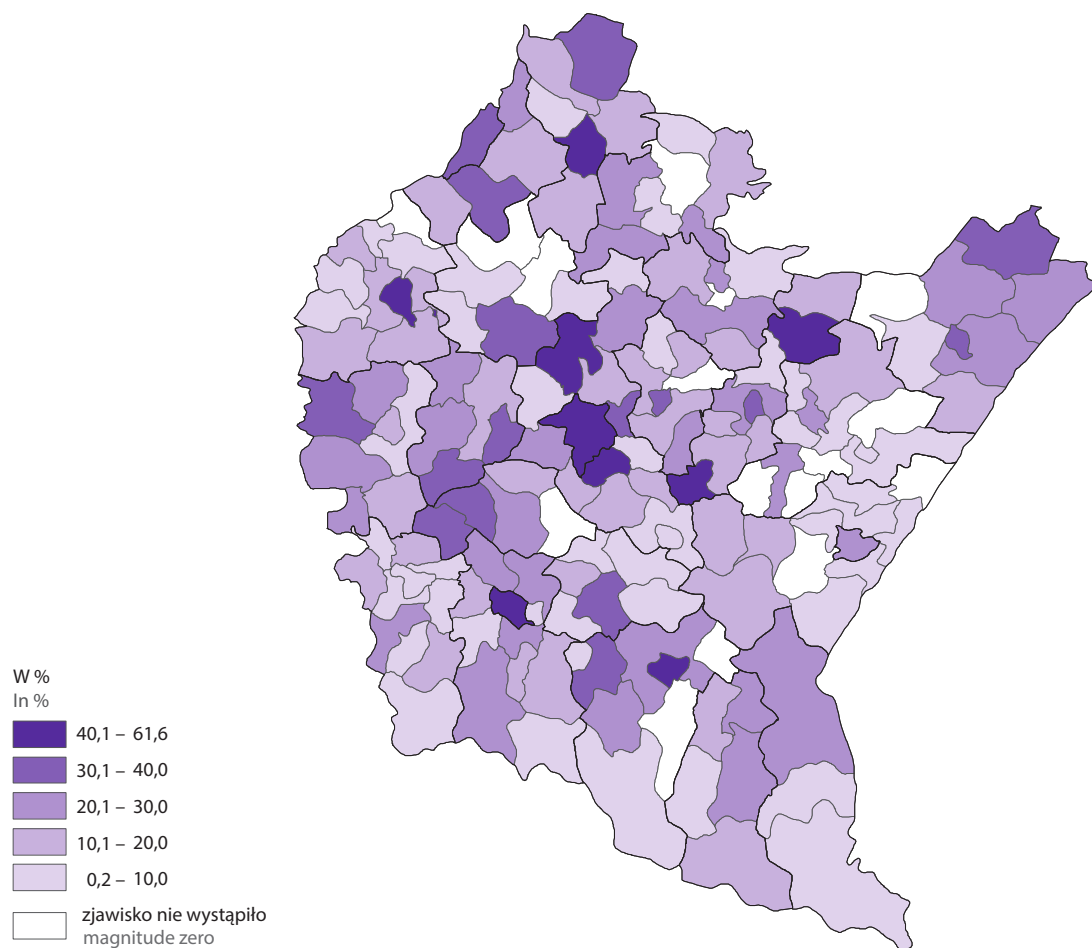 W %
In %
40,1 – 61,6
30,1 – 40,0
20,1 – 30,0
10,1 – 20,0
0,2 – 10,0
zjawisko nie wystąpiło
magnitude zero